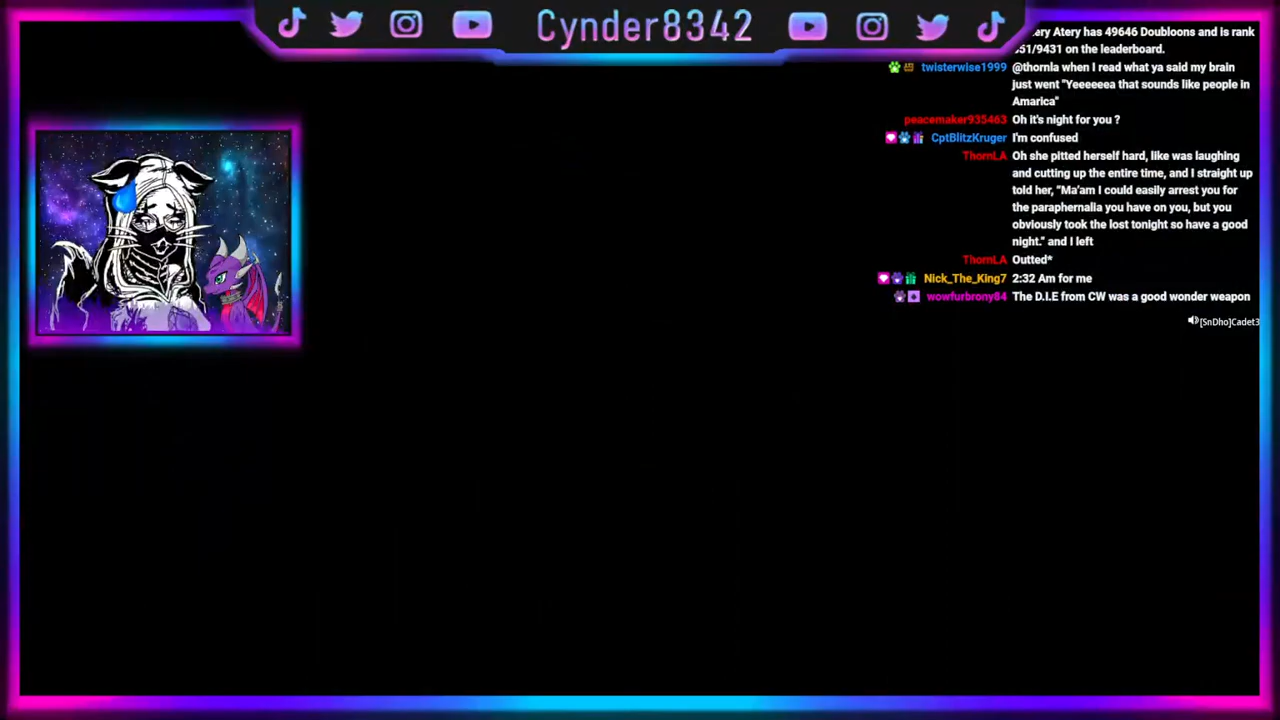 Cynder8342
ery Atery has 49646 Doubloons and is rank
51/9431 on the leaderboard.
twisterwise1999 @thornla when I read what ya said my brain
just went "Yeeeeeea that sounds like people in
Amarica"
peacemaker935463 Oh it's night for you ?
CptBlitzKruger I'm confused
ThornLA Oh she pitted herself hard, like was laughing
and cutting up the entire time, and I straight up
told her, "Ma'am I could easily arrest you for
the paraphernalia you have on you, but you
obviously took the lost tonight so have a good
night." and I left
ThornLA Outted*
Nick_The_King7 2:32 Am for me
wowfurbrony84 The D.I.E from CW was a good wonder weapon
[SnDho]Cadet3